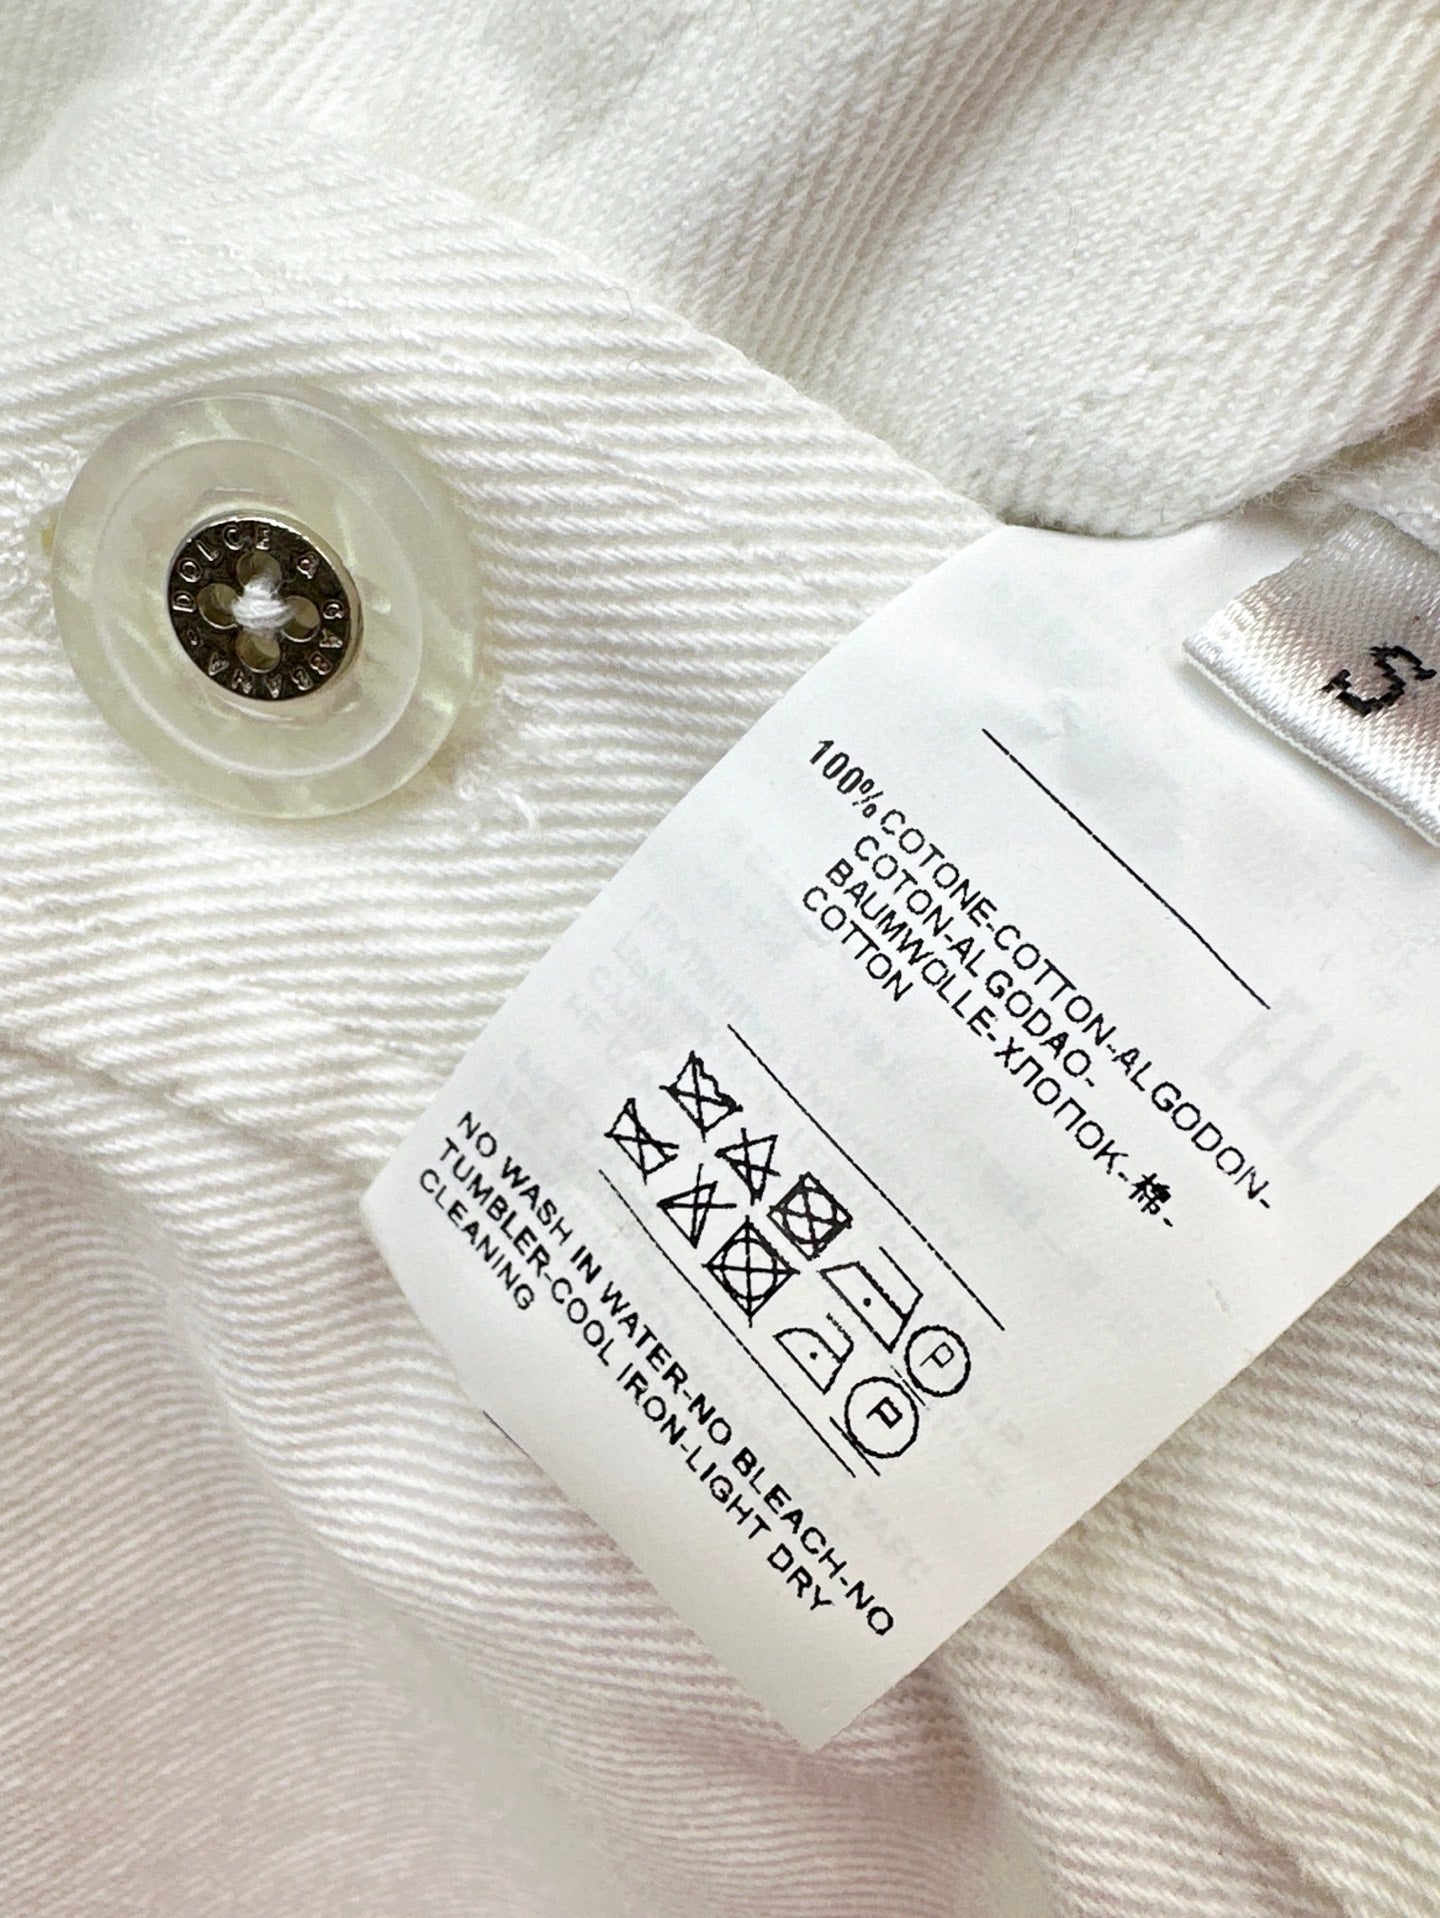 DOLCE & GABBANA
S
100% COTONE-COTTON-ALGODON-
COTON-ALGODAO-
BAUMWOLLE-ХЛОПОК-棉-
COTTON
P
P
NO WASH IN WATER-NO BLEACH-NO
TUMBLER-COOL IRON-LIGHT DRY
CLEANING